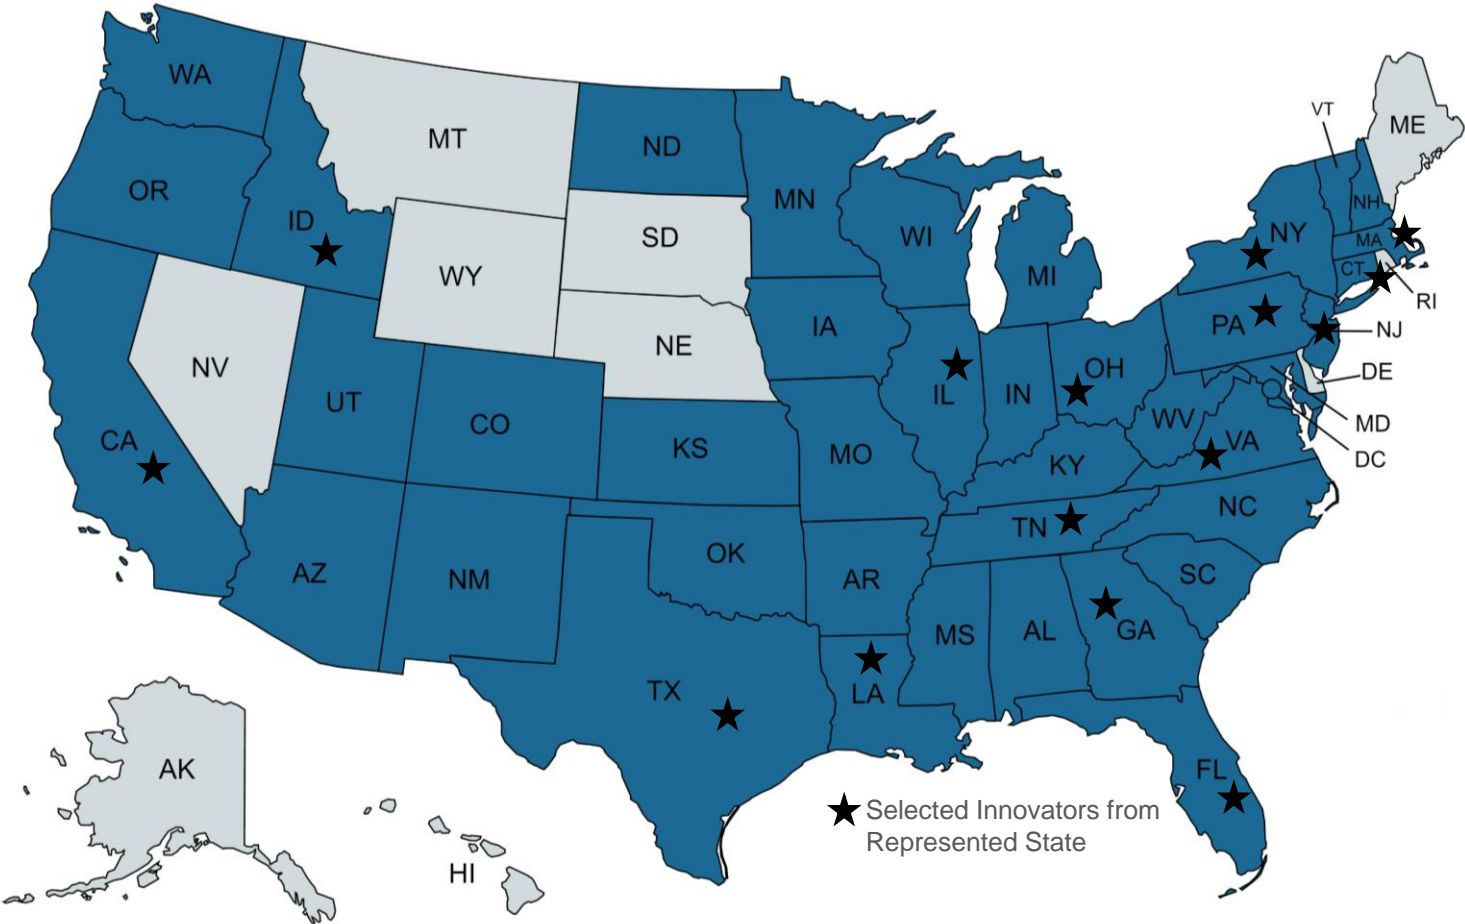 WA
MT
ND
VT
ME
OR
ID
MN
NH
WI
NY
MA
SD
WY
MI
CT
RI
IA
PA
NJ
NE
NV
OH
DE
UT
IL
IN
CO
WV
MD
CA
KS
MO
VA
KY
DC
NC
TN
OK
AZ
NM
AR
SC
MS
AL
GA
TX
LA
AK
FL
Selected Innovators from
Represented State
HI